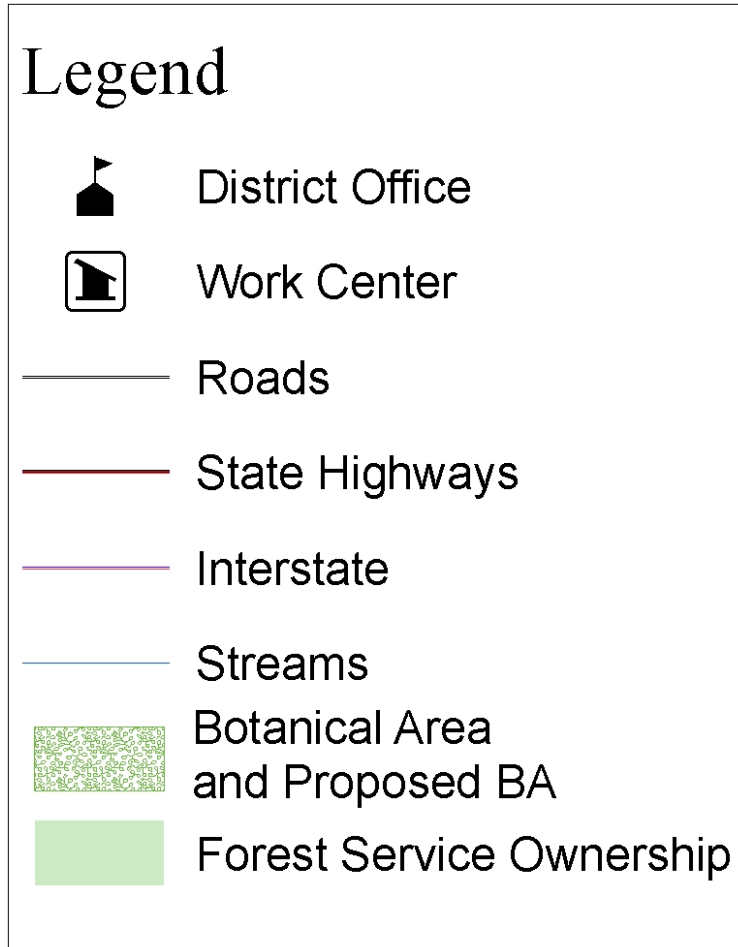 Legend
District Office
Work Center
Roads
State Highways
Interstate
Streams
Botanical Area
and Proposed BA
Forest Service Ownership